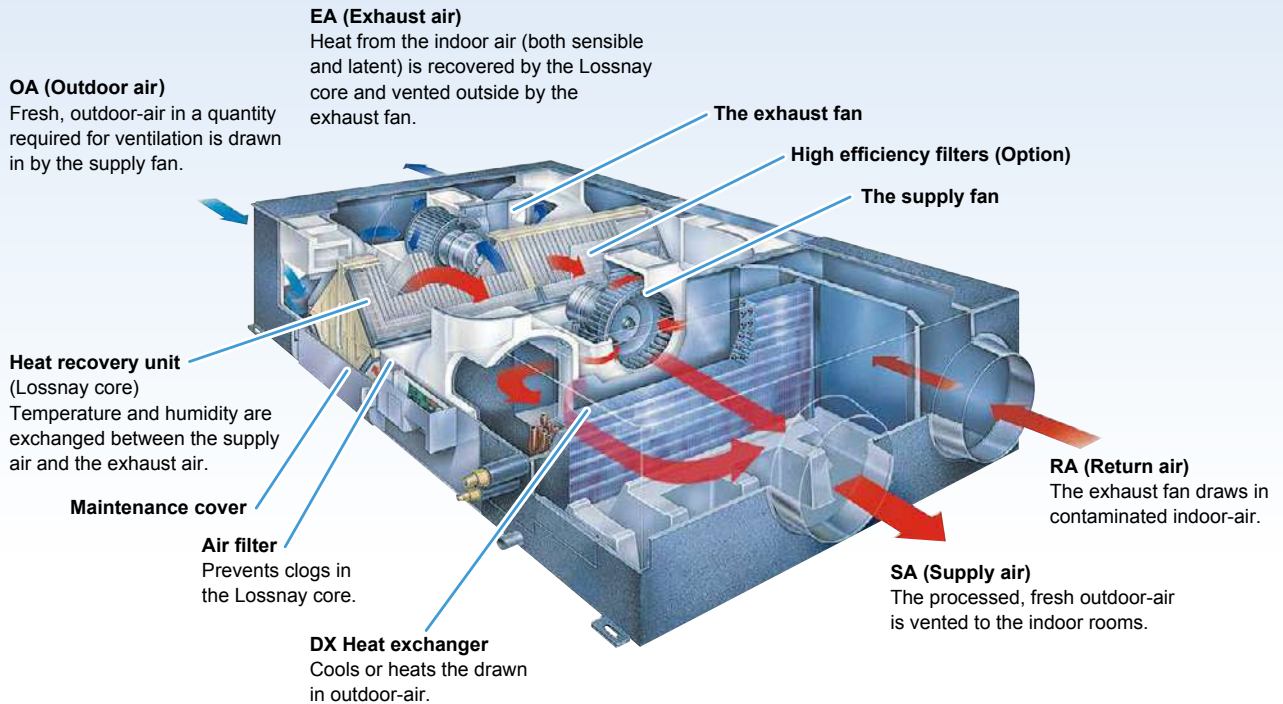 EA (Exhaust air)
Heat from the indoor air (both sensible
and latent) is recovered by the Lossnay
core and vented outside by the
exhaust fan.
OA (Outdoor air)
Fresh, outdoor-air in a quantity
required for ventilation is drawn
in by the supply fan.
The exhaust fan
High efficiency filters (Option)
The supply fan
Heat recovery unit
(Lossnay core)
Temperature and humidity are
exchanged between the supply
air and the exhaust air.
Maintenance cover
Air filter
Prevents clogs in
the Lossnay core.
DX Heat exchanger
Cools or heats the drawn
in outdoor-air.
RA (Return air)
The exhaust fan draws in
contaminated indoor-air.
SA (Supply air)
The processed, fresh outdoor-air
is vented to the indoor rooms.